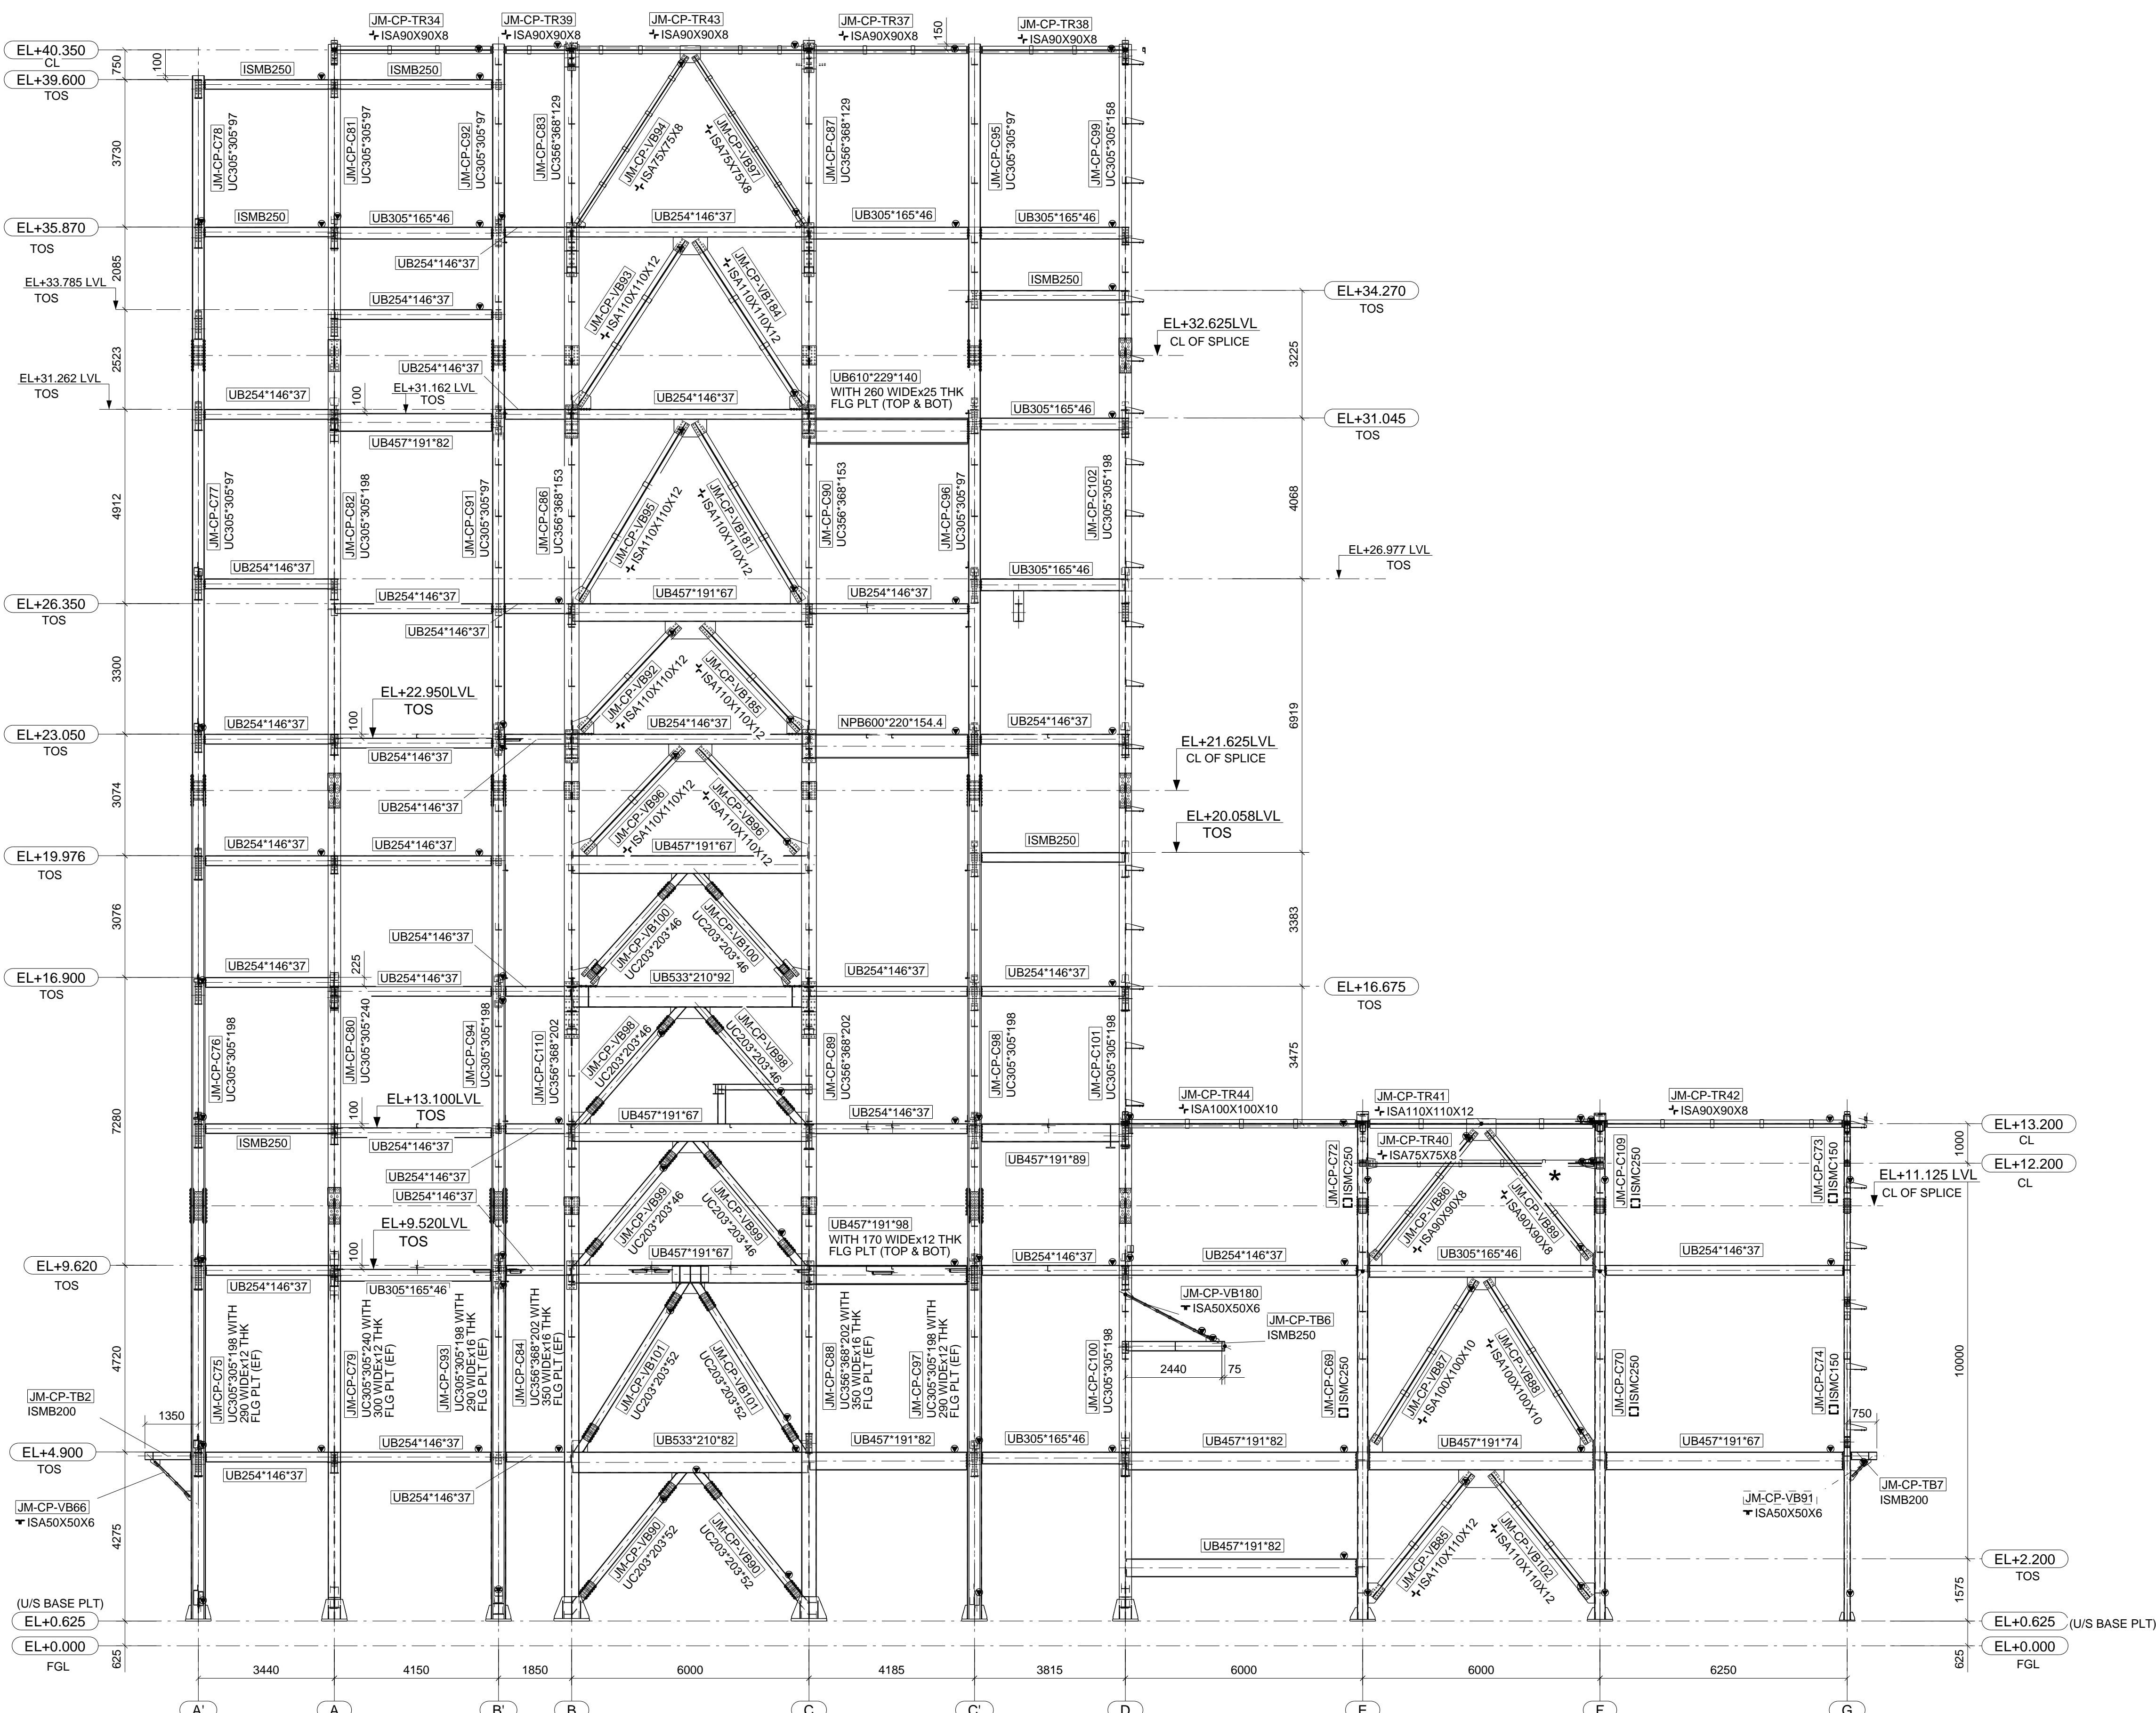 JM-CP-TR34
ISA90X90X8
JM-CP-TR39
ISA90X90X8
JM-CP-TR43
ISA90X90X8
JM-CP-TR37
ISA90X90X8
150
JM-CP-TR38
ISA90X90X8
EL+40.350
CL
750
100
EL+39.600
TOS
ISMB250
ISMB250
3730
JM-CP-C78
UC305*305*97
JM-CP-C81
UC305*305*97
JM-CP-C92
UC305*305*97
JM-CP-C83
UC356*368*129
JM-CP-VB94
ISA75X75X8
JM-CP-VB97
ISA75X75X8
JM-CP-C87
UC356*368*129
JM-CP-C95
UC305*305*97
JM-CP-C99
UC305*305*158
EL+35.870
TOS
ISMB250
UB305*165*46
UB254*146*37
UB305*165*46
UB305*165*46
UB254*146*37
2085
EL+33.785 LVL
TOS
UB254*146*37
JM-CP-VB93
ISA110X110X12
JM-CP-VB184
ISA110X110X12
ISMB250
EL+34.270
TOS
EL+32.625LVL
CL OF SPLICE
2523
3225
EL+31.262 LVL
TOS
UB254*146*37
UB254*146*37
EL+31.162 LVL
TOS
100
UB254*146*37
UB610*229*140
WITH 260 WIDEx25 THK
FLG PLT (TOP & BOT)
UB305*165*46
EL+31.045
TOS
UB457*191*82
4912
JM-CP-C77
UC305*305*97
JM-CP-C82
UC305*305*198
JM-CP-C91
UC305*305*97
JM-CP-C86
UC356*368*153
JM-CP-VB95
ISA110X110X12
JM-CP-VB181
ISA110X110X12
JM-CP-C90
UC356*368*153
JM-CP-C96
UC305*305*97
JM-CP-C102
UC305*305*198
4068
EL+26.977 LVL
TOS
UB254*146*37
UB305*165*46
EL+26.350
TOS
UB254*146*37
UB457*191*67
UB254*146*37
UB254*146*37
3300
JM-CP-VB92
ISA110X110X12
JM-CP-VB185
ISA110X110X12
EL+22.950LVL
TOS
6919
EL+23.050
TOS
UB254*146*37
100
UB254*146*37
UB254*146*37
NPB600*220*154.4
UB254*146*37
EL+21.625LVL
CL OF SPLICE
3074
UB254*146*37
JM-CP-VB96
ISA110X110X12
JM-CP-VB96
ISA110X110X12
EL+20.058LVL
TOS
EL+19.976
TOS
UB254*146*37
UB254*146*37
UB457*191*67
ISMB250
3076
JM-CP-VB100
UC203*203*46
JM-CP-VB100
UC203*203*46
3383
UB254*146*37
EL+16.900
TOS
UB254*146*37
225
UB254*146*37
UB533*210*92
UB254*146*37
UB254*146*37
EL+16.675
TOS
7280
JM-CP-C76
UC305*305*198
JM-CP-C80
UC305*305*240
JM-CP-C94
UC305*305*198
JM-CP-C110
UC356*368*202
JM-CP-VB98
UC203*203*46
JM-CP-VB98
UC203*203*46
JM-CP-C89
UC356*368*202
JM-CP-C98
UC305*305*198
JM-CP-C101
UC305*305*198
3475
EL+13.100LVL
TOS
100
ISMB250
UB254*146*37
UB457*191*67
UB254*146*37
UB457*191*89
UB254*146*37
JM-CP-TR44
ISA100X100X10
JM-CP-TR41
ISA110X110X12
JM-CP-TR42
ISA90X90X8
JM-CP-TR40
ISA75X75X8
*
EL+13.200
CL
1000
EL+12.200
CL
JM-CP-C72
ISMC250
JM-CP-C109
ISMC250
JM-CP-C73
ISMC150
EL+11.125 LVL
CL OF SPLICE
UB254*146*37
EL+9.520LVL
TOS
100
JM-CP-VB99
UC203*203*46
JM-CP-VB99
UC203*203*46
UB457*191*98
WITH 170 WIDEx12 THK
FLG PLT (TOP & BOT)
JM-CP-VB86
ISA90X90X8
JM-CP-VB89
ISA90X90X8
EL+9.620
TOS
UB254*146*37
UB305*165*46
UB457*191*67
UB254*146*37
UB254*146*37
UB305*165*46
UB254*146*37
4720
JM-CP-C75
UC305*305*198 WITH
290 WIDEx12 THK
FLG PLT (EF)
JM-CP-C79
UC305*305*240 WITH
300 WIDEx12 THK
FLG PLT (EF)
JM-CP-C93
UC305*305*198 WITH
290 WIDEx16 THK
FLG PLT (EF)
JM-CP-C84
UC356*368*202 WITH
350 WIDEx16 THK
FLG PLT (EF)
JM-CP-VB101
UC203*203*52
JM-CP-VB101
UC203*203*52
JM-CP-C88
UC356*368*202 WITH
350 WIDEx16 THK
FLG PLT (EF)
JM-CP-C97
UC305*305*198 WITH
290 WIDEx12 THK
FLG PLT (EF)
JM-CP-C100
UC305*305*198
JM-CP-VB180
ISA50X50X6
JM-CP-TB6
ISMB250
2440
75
JM-CP-C69
ISMC250
JM-CP-VB87
ISA100X100X10
JM-CP-VB88
ISA100X100X10
JM-CP-C70
ISMC250
JM-CP-C74
ISMC150
10000
JM-CP-TB2
ISMB200
1350
750
EL+4.900
TOS
UB254*146*37
UB254*146*37
UB533*210*82
UB457*191*82
UB305*165*46
UB457*191*82
UB457*191*74
UB457*191*67
UB254*146*37
JM-CP-VB66
ISA50X50X6
JM-CP-VB91
ISA50X50X6
JM-CP-TB7
ISMB200
4275
JM-CP-VB90
UC203*203*52
JM-CP-VB90
UC203*203*52
UB457*191*82
JM-CP-VB85
ISA110X110X12
JM-CP-VB102
ISA110X110X12
EL+2.200
TOS
1575
(U/S BASE PLT)
EL+0.625
EL+0.625
(U/S BASE PLT)
EL+0.000
FGL
625
625
EL+0.000
FGL
3440
4150
1850
6000
4185
3815
6000
6000
6250
A'
A
B'
B
C
C'
D
G